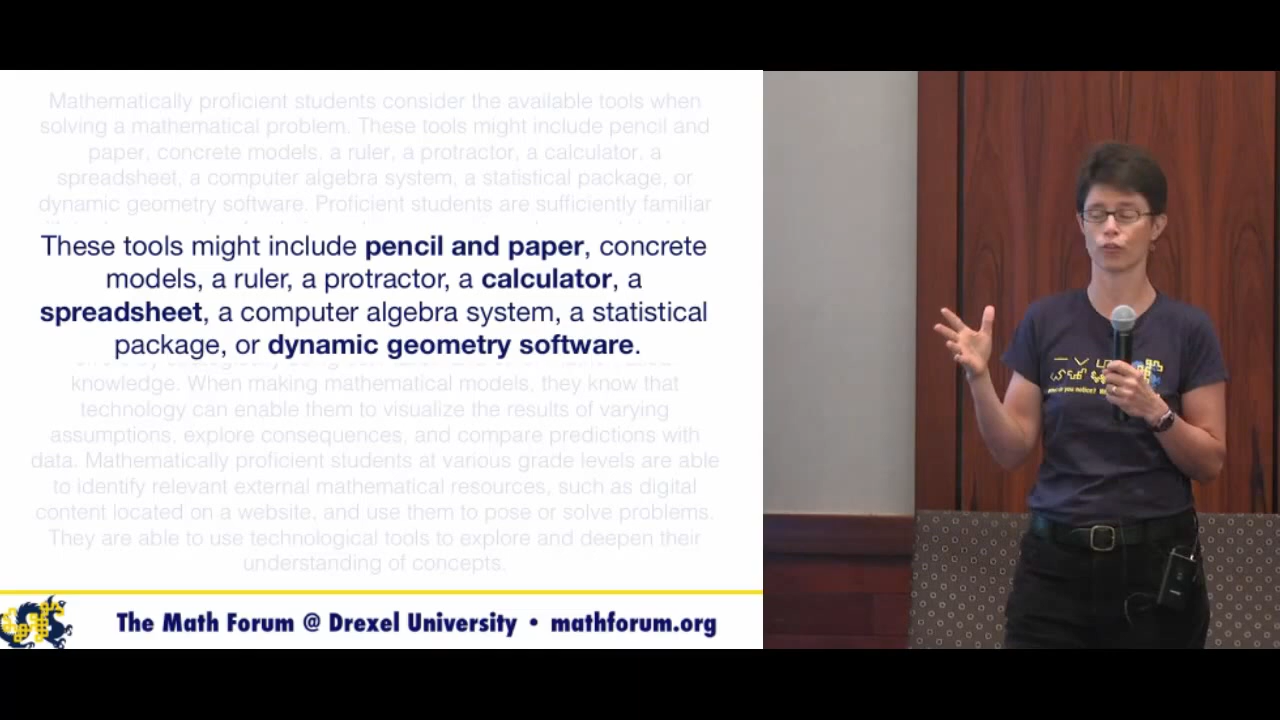 Mathematically proficient students consider the available tools when
solving a mathematical problem. These tools might include pencil and
paper, concrete models. a ruler, a protractor, a calculator, a
spreadsheet, a computer algebra system, a statistical package, or
dynamic geometry software. Proficient students are sufficiently familiar
These tools might include pencil and paper, concrete
models, a ruler, a protractor, a calculator, a
spreadsheet, a computer algebra system, a statistical
package, or dynamic geometry software.
knowledge. When making mathematical models, they know that
technology can enable them to visualize the results of varying
assumptions, explore consequences, and compare predictions with
data. Mathematically proficient students at various grade levels are able
to identify relevant external mathematical resources, such as digital
content located on a website, and use them to pose or solve problems.
They are able to use technological tools to explore and deepen their
understanding of concepts.
The Math Forum @ Drexel University • mathforum.org